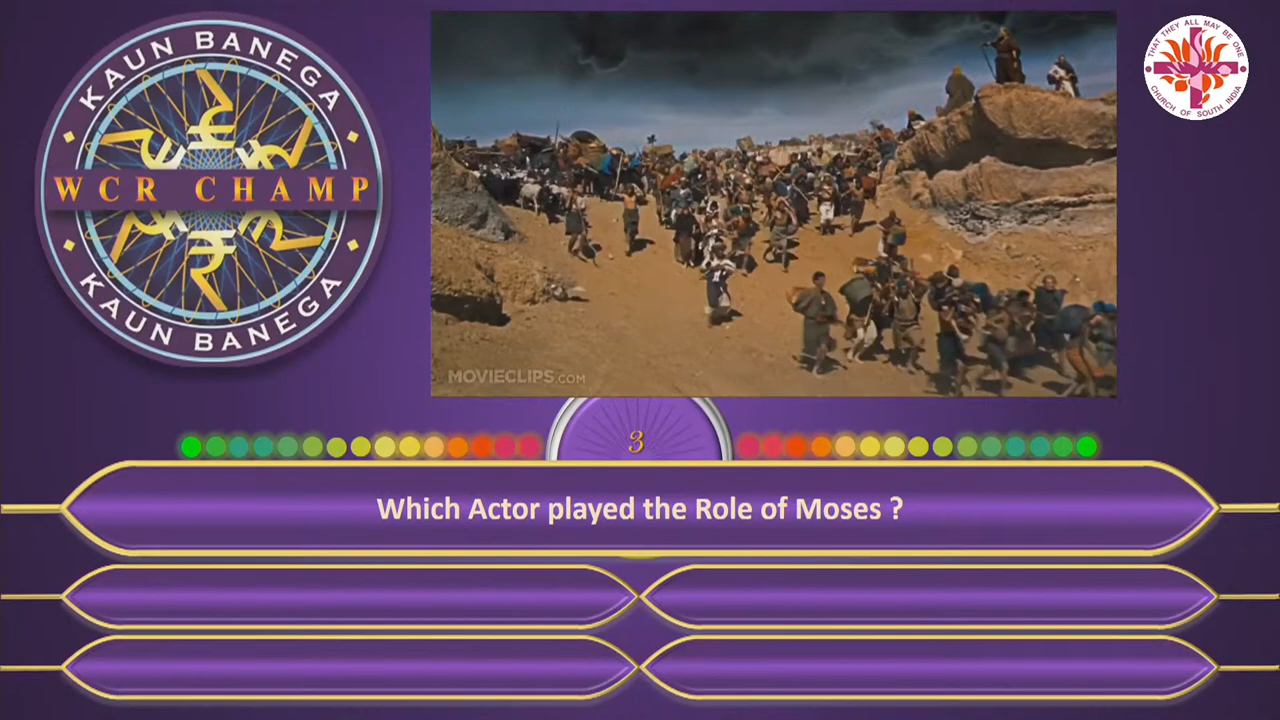 KAUN BANEGA
WCR CHAMP
KAUN BANEGA
THAT THEY ALL MAY BE ONE
CHURCH OF SOUTH INDIA
MOVIECLIPS.COM
3
Which Actor played the Role of Moses ?